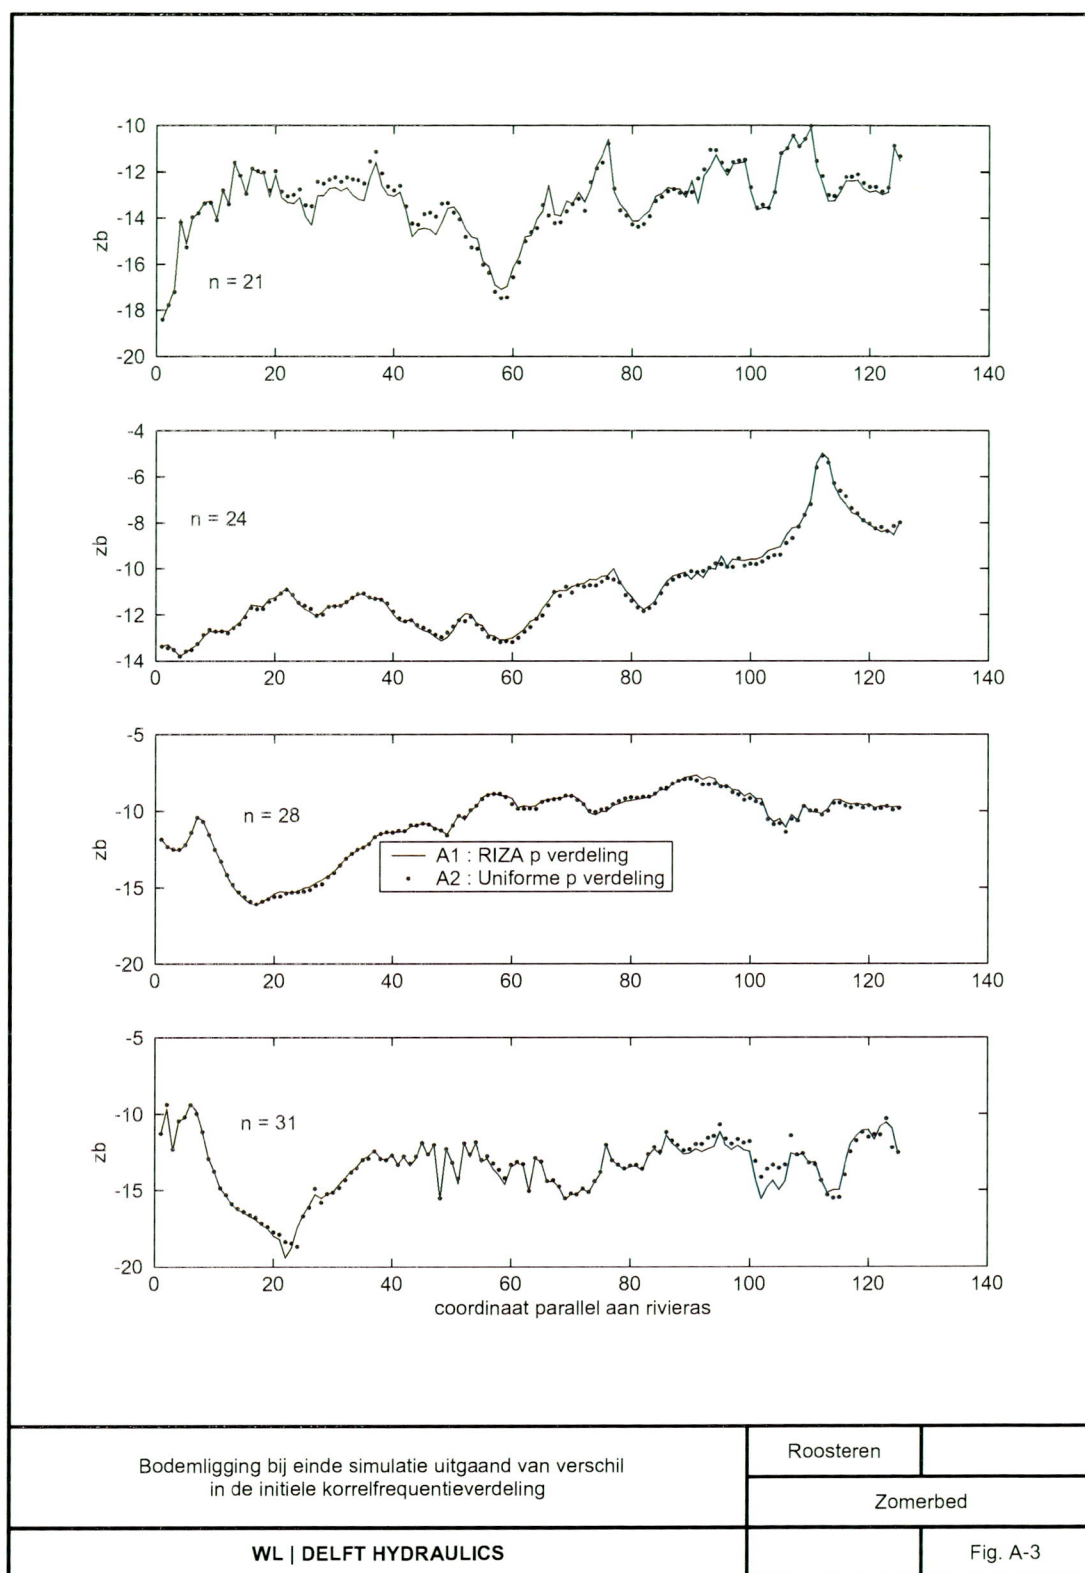 -10
-12
-14
-16
-18
-20
zb
n = 21
0 20 40 60 80 100 120 140
-4
-6
-8
-10
-12
-14
zb
n = 24
0 20 40 60 80 100 120 140
-5
-10
-15
-20
zb
n = 28
A1 : RIZA p verdeling
A2 : Uniforme p verdeling
0 20 40 60 80 100 120 140
-5
-10
-15
-20
zb
n = 31
0 20 40 60 80 100 120 140
coordinaat parallel aan rivieras
Bodemligging bij einde simulatie uitgaand van verschil
in de initiele korrelfrequentieverdeling
Roosteren
Zomerbed
WL | DELFT HYDRAULICS
Fig. A-3